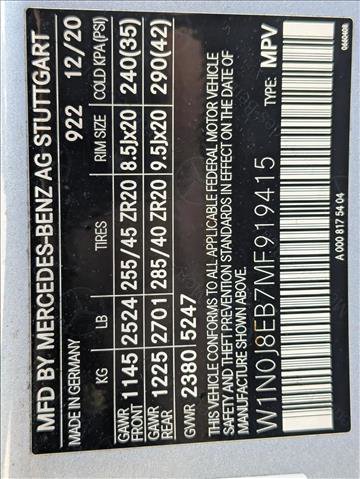 MFD BY MERCEDES-BENZ AG STUTTGART
MADE IN GERMANY 922 12/20
KG LB TIRES RIM SIZE COLD KPA(PSI)
GAWR FRONT 1145 2524 255/45 ZR20 8.5Jx20 240(35)
GAWR REAR 1225 2701 285/40 ZR20 9.5Jx20 290(42)
GVWR 2380 5247
THIS VEHICLE CONFORMS TO ALL APPLICABLE FEDERAL MOTOR VEHICLE
SAFETY AND THEFT PREVENTION STANDARDS IN EFFECT ON THE DATE OF
MANUFACTURE SHOWN ABOVE.
W1N0J8EB7MF919415 TYPE: MPV
A 000 817 54 04